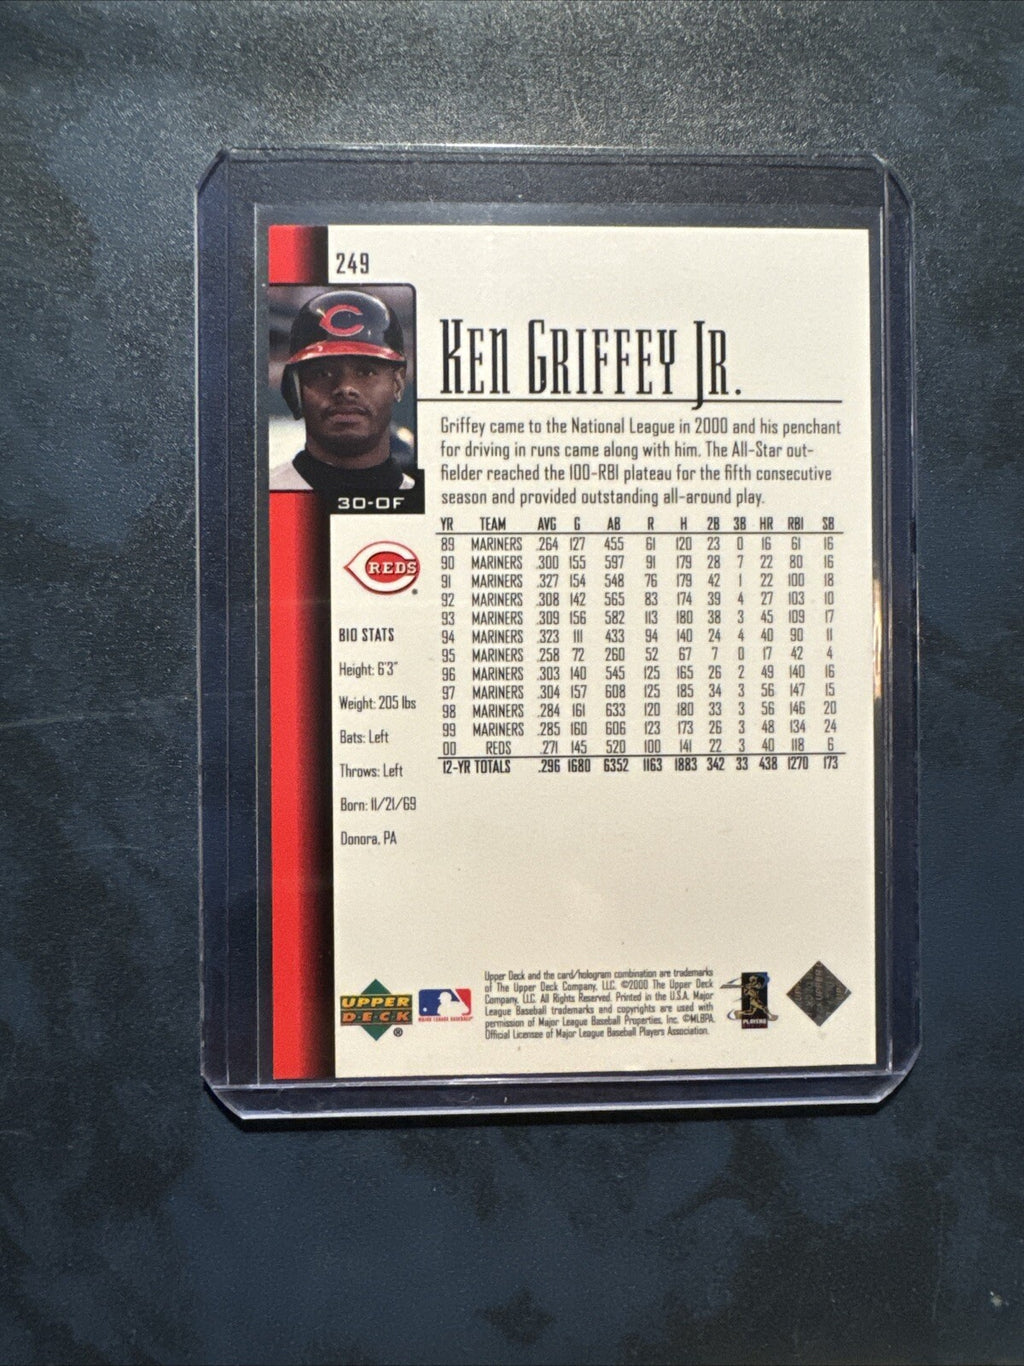 249
C
KEN GRIFFEY JR.
Griffey came to the National League in 2000 and his penchant
for driving in runs came along with him. The All-Star out-
fielder reached the 100-RBI plateau for the fifth consecutive
season and provided outstanding all-around play.
30-OF
YR TEAM AVG G AB R H 2B 3B HR RBI SB
89 MARINERS .264 127 455 61 120 23 0 16 61 16
90 MARINERS .300 155 597 91 179 28 7 22 80 16
91 MARINERS .327 154 548 76 179 42 1 22 100 18
92 MARINERS .308 142 565 83 174 39 4 27 103 10
93 MARINERS .309 156 582 113 180 38 3 45 109 17
94 MARINERS .323 111 433 94 140 24 4 40 90 11
95 MARINERS .258 72 260 52 67 7 0 17 42 4
96 MARINERS .303 140 545 125 165 26 2 49 140 16
97 MARINERS .304 157 608 125 185 34 3 56 147 15
98 MARINERS .284 161 633 120 180 33 3 56 146 20
99 MARINERS .285 160 606 123 173 26 3 48 134 24
00 REDS .271 145 520 100 141 22 3 40 118 6
12-YR TOTALS .296 1680 6352 1163 1883 342 33 438 1270 173
REDS
BIO STATS
Height: 6'3"
Weight: 205 lbs
Bats: Left
Throws: Left
Born: 11/21/69
Donora, PA
UPPER
DECK
®
MAJOR LEAGUE BASEBALL
Upper Deck and the card/hologram combination are trademarks
of The Upper Deck Company, LLC. ©2000 The Upper Deck
Company, LLC. All Rights Reserved. Printed in the U.S.A. Major
League Baseball trademarks and copyrights are used with
permission of Major League Baseball Properties, Inc. ©MLBPA.
Official Licensee of Major League Baseball Players Association.
PLAYERS